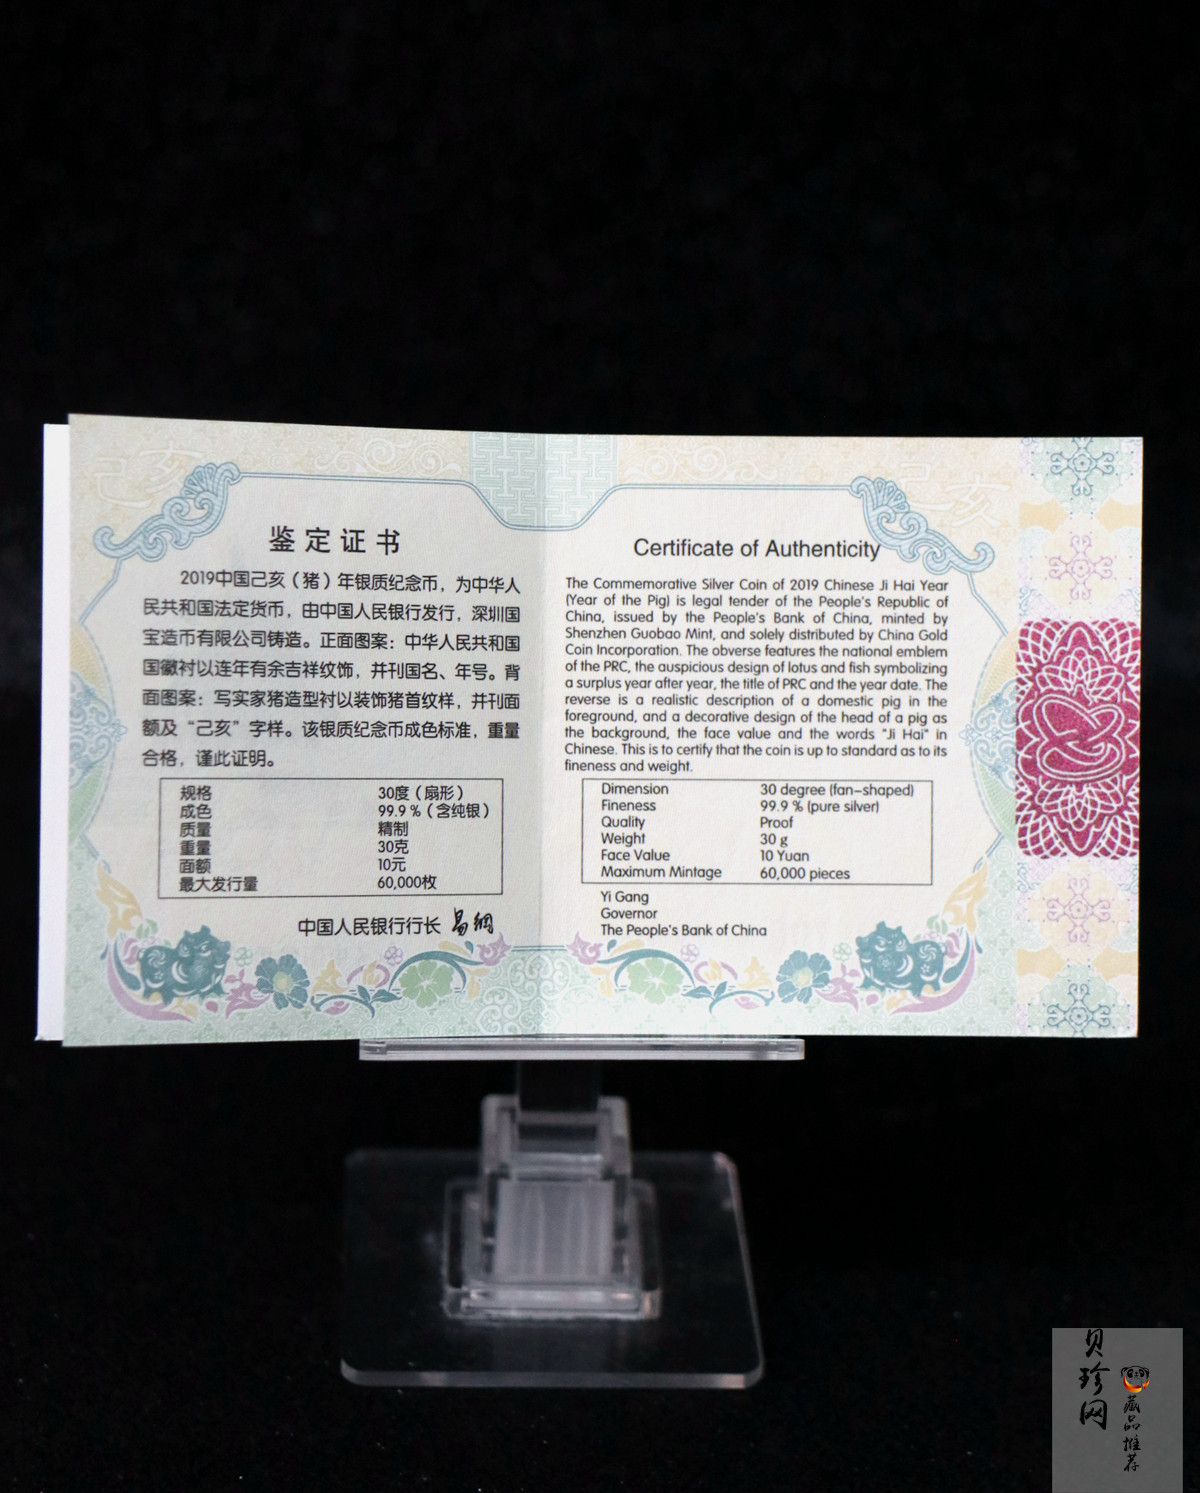 鉴定证书
2019中国己亥（猪）年银质纪念币，为中华人
民共和国法定货币，由中国人民银行发行，深圳国
宝造币有限公司铸造。正面图案：中华人民共和国
国徽衬以连年有余吉祥纹饰，并刊国名、年号。背
面图案：写实家猪造型衬以装饰猪首纹样，并刊面
额及“己亥”字样。该银质纪念币成色标准，重量
合格，谨此证明。
规格 30度（扇形）
成色 99.9%（含纯银）
质量 精制
重量 30克
面额 10元
最大发行量 60,000枚
中国人民银行行长 易纲
Certificate of Authenticity
The Commemorative Silver Coin of 2019 Chinese Ji Hai Year
(Year of the Pig) is legal tender of the People's Republic of
China, issued by the People's Bank of China, minted by
Shenzhen Guobao Mint, and solely distributed by China Gold
Coin Incorporation. The obverse features the national emblem
of the PRC, the auspicious design of lotus and fish symbolizing
a surplus year after year, the title of PRC and the year date. The
reverse is a realistic description of a domestic pig in the
foreground, and a decorative design of the head of a pig as
the background, the face value and the words "Ji Hai" in
Chinese. This is to certify that the coin is up to standard as to its
fineness and weight.
Dimension 30 degree (fan-shaped)
Fineness 99.9 % (pure silver)
Quality Proof
Weight 30 g
Face Value 10 Yuan
Maximum Mintage 60,000 pieces
Yi Gang
Governor
The People's Bank of China
己亥
亥
贝珍网
藏品推荐